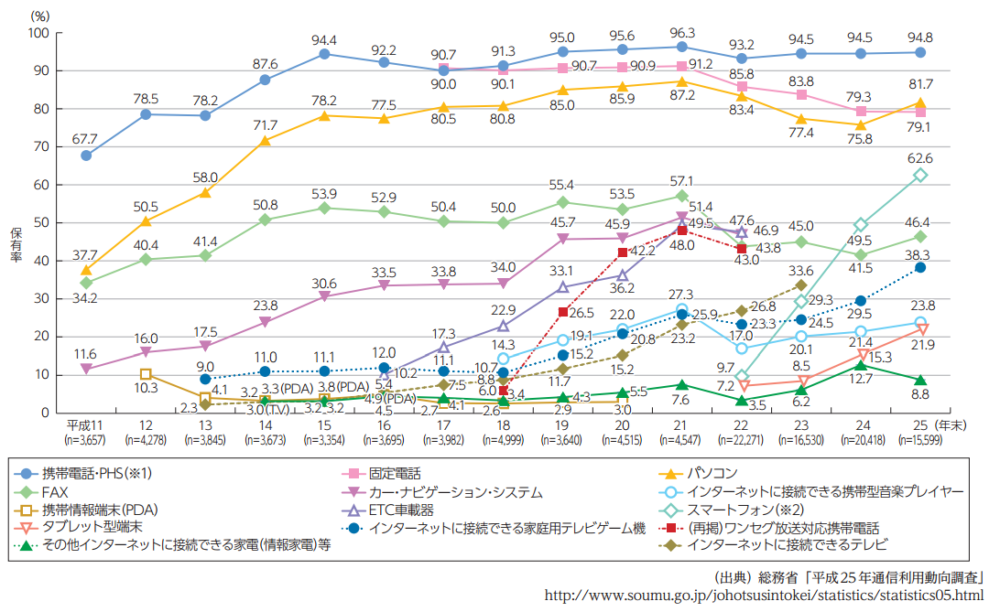 (%)
100
90
80
70
60
50
40
30
20
10
0
保有率
67.7 78.5 78.2 87.6 94.4 92.2 90.0 91.3 95.0 95.6 96.3 93.2 94.5 94.5 94.8
90.7 90.1 90.7 90.9 91.2 85.8 83.8 79.3 79.1
37.7 50.5 58.0 71.7 78.2 77.5 80.5 80.8 85.0 85.9 87.2 83.4 77.4 75.8 81.7
34.2 40.4 41.4 50.8 53.9 52.9 50.4 50.0 55.4 53.5 57.1 43.8 45.0 41.5 46.4
11.6 16.0 17.5 23.8 30.6 33.5 33.8 34.0 45.7 45.9 51.4 47.6
10.2 17.3 22.9 33.1 36.2 49.5 46.9
14.3 19.1 22.0 27.3 17.0 20.1 21.4 23.8
10.3 4.1 3.3(PDA) 3.8(PDA) 4.9(PDA) 2.7 2.6 2.9 3.0
9.7 29.3 49.5 62.6
7.2 8.5 15.3 21.9
9.0 11.0 11.1 12.0 11.1 10.7 15.2 20.8 25.9 23.3 24.5 29.5 38.3
6.0 26.5 42.2 48.0 43.0
3.2 3.2 4.5 4.1 3.4 4.3 5.5 7.6 3.5 6.2 12.7 8.8
2.3 3.0(TV) 3.2 5.4 7.5 8.8 11.7 15.2 23.2 26.8 33.6
平成11 12 13 14 15 16 17 18 19 20 21 22 23 24 25 (年末)
(n=3,657) (n=4,278) (n=3,845) (n=3,673) (n=3,354) (n=3,695) (n=3,982) (n=4,999) (n=3,640) (n=4,515) (n=4,547) (n=22,271) (n=16,530) (n=20,418) (n=15,599)
携帯電話・PHS(※1) 固定電話 パソコン
FAX カー・ナビゲーション・システム インターネットに接続できる携帯型音楽プレイヤー
携帯情報端末(PDA) ETC車載器 スマートフォン(※2)
タブレット型端末 インターネットに接続できる家庭用テレビゲーム機 (再掲)ワンセグ放送対応携帯電話
その他インターネットに接続できる家電(情報家電)等 インターネットに接続できるテレビ
(出典)総務省「平成25年通信利用動向調査」
http://www.soumu.go.jp/johotsusintokei/statistics/statistics05.html